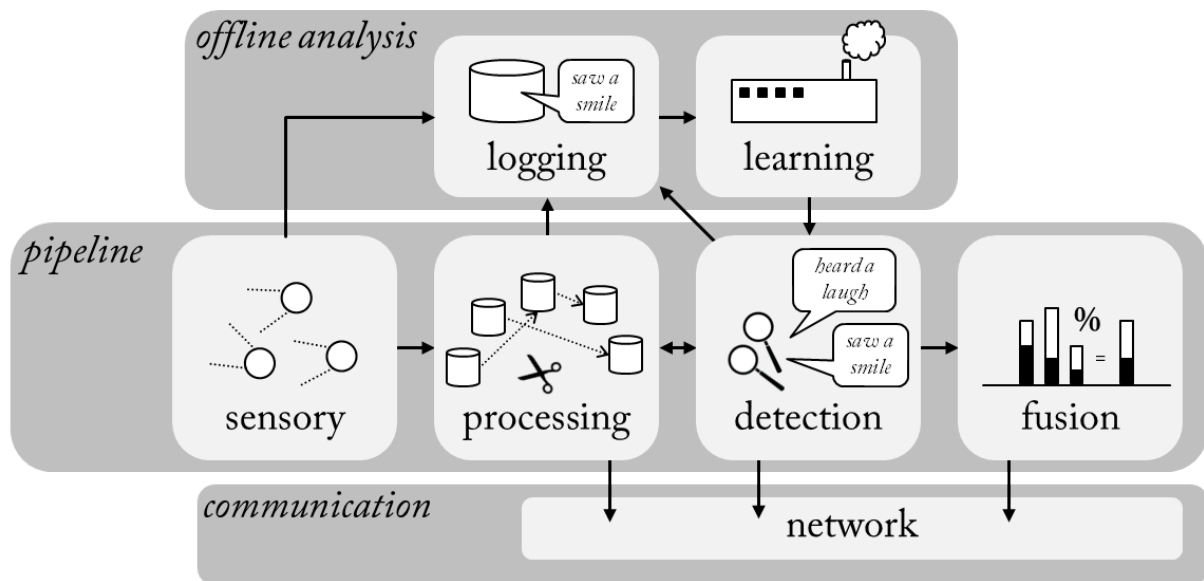 offline analysis
saw a
smile
logging
learning
pipeline
sensory
processing
heard a
laugh
saw a
smile
detection
%
=
fusion
communication
network